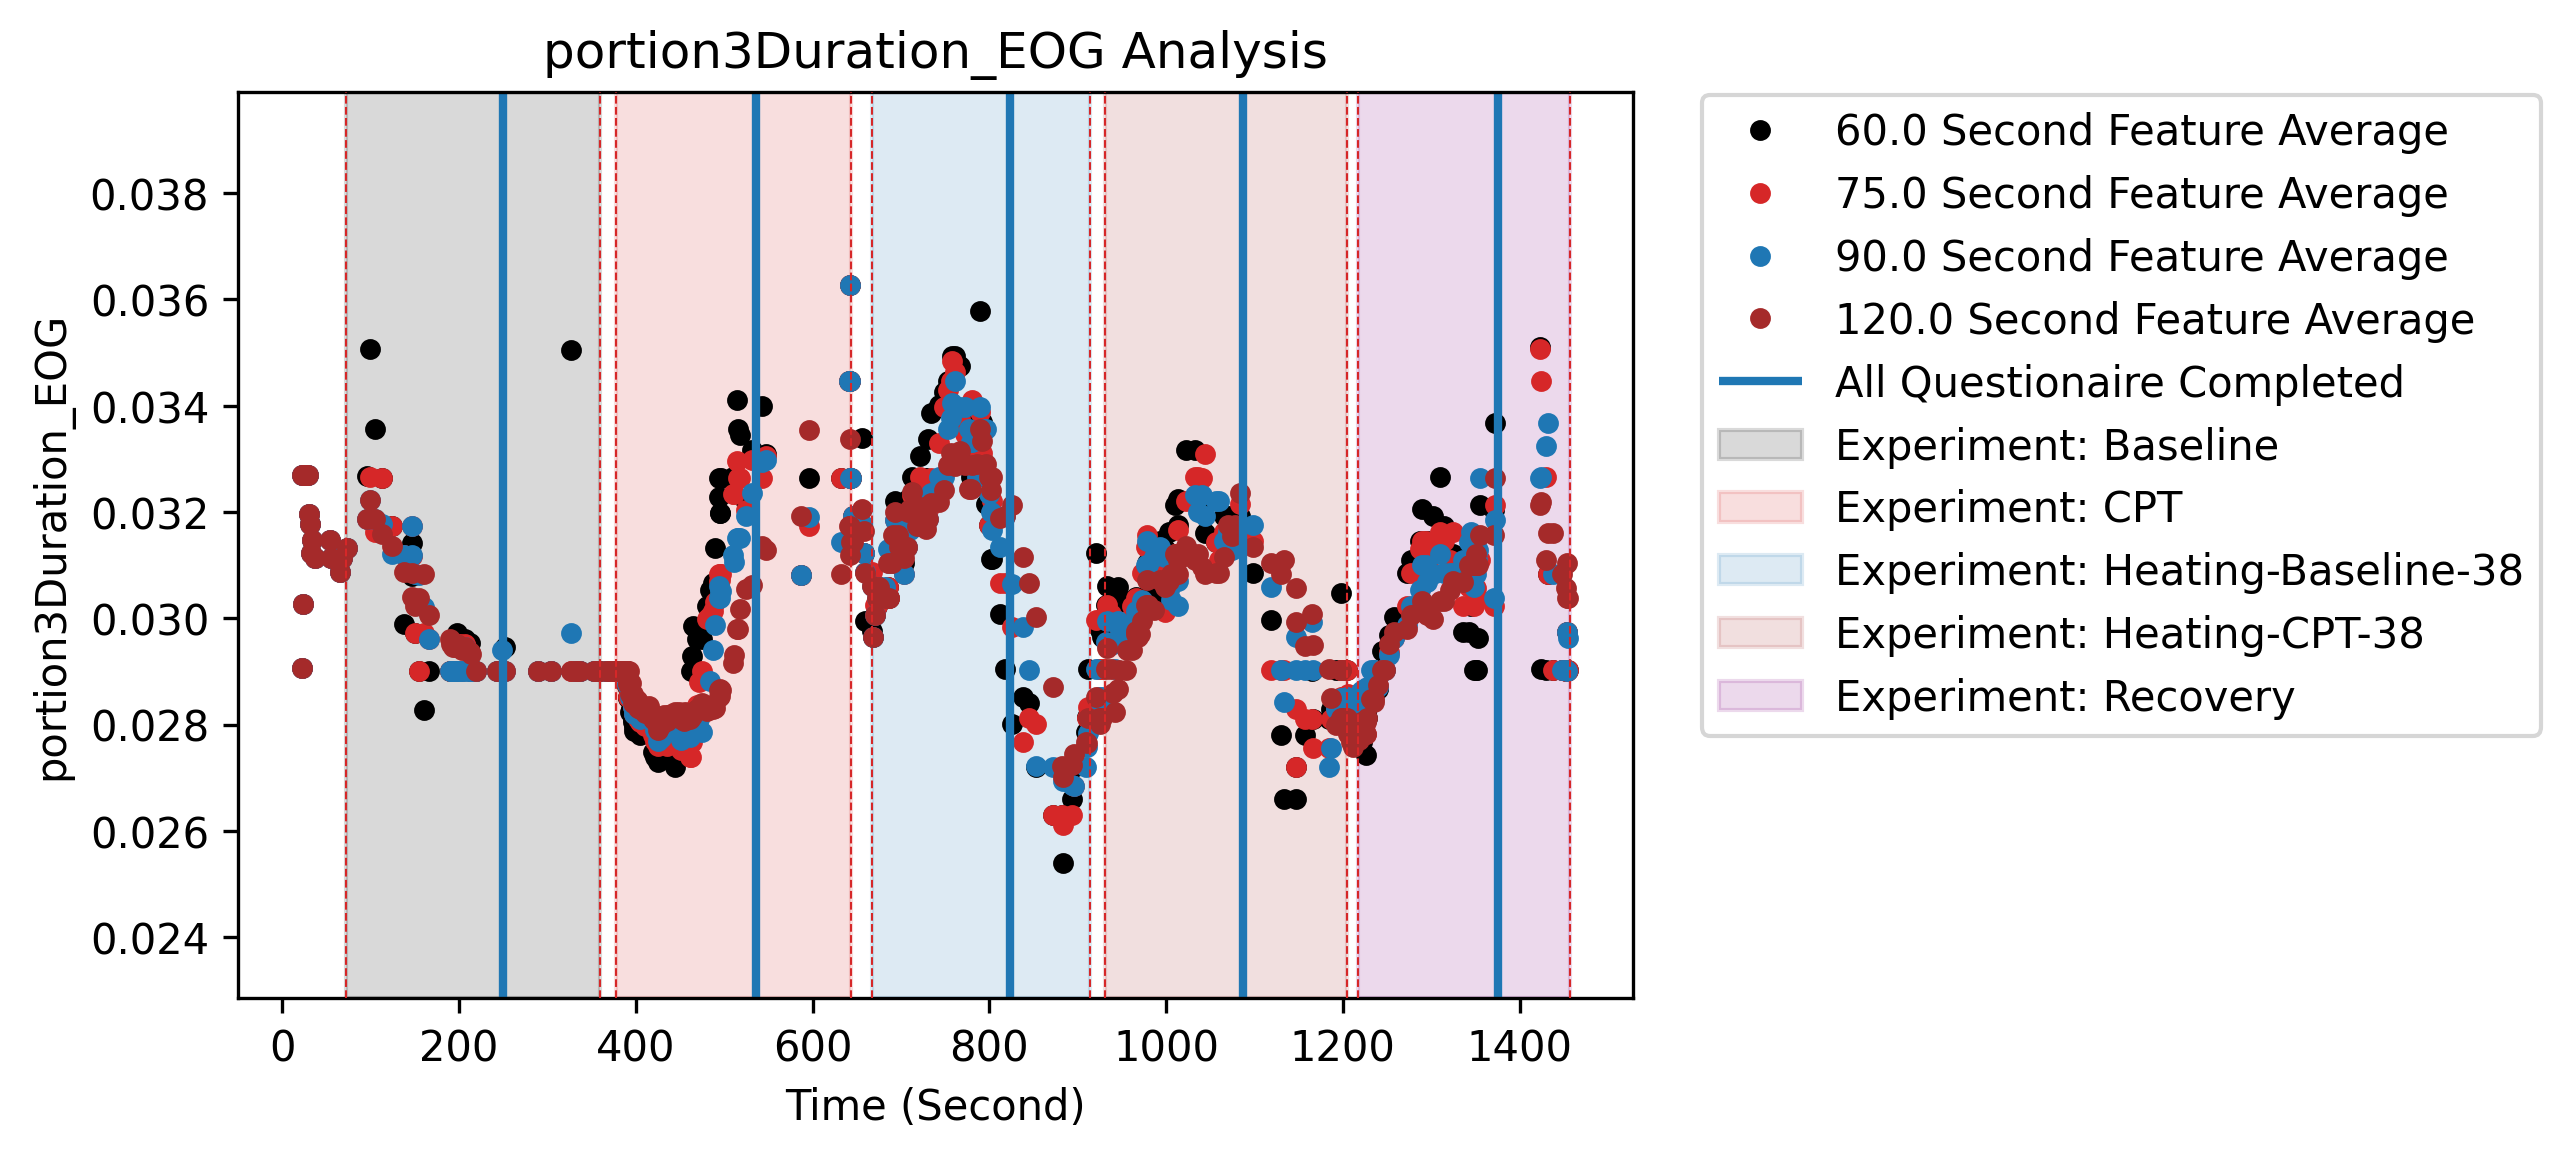 portion3Duration_EOG Analysis
portion3Duration_EOG
0.038
0.036
0.034
0.032
0.030
0.028
0.026
0.024
0 200 400 600 800 1000 1200 1400
Time (Second)
60.0 Second Feature Average
75.0 Second Feature Average
90.0 Second Feature Average
120.0 Second Feature Average
All Questionaire Completed
Experiment: Baseline
Experiment: CPT
Experiment: Heating-Baseline-38
Experiment: Heating-CPT-38
Experiment: Recovery